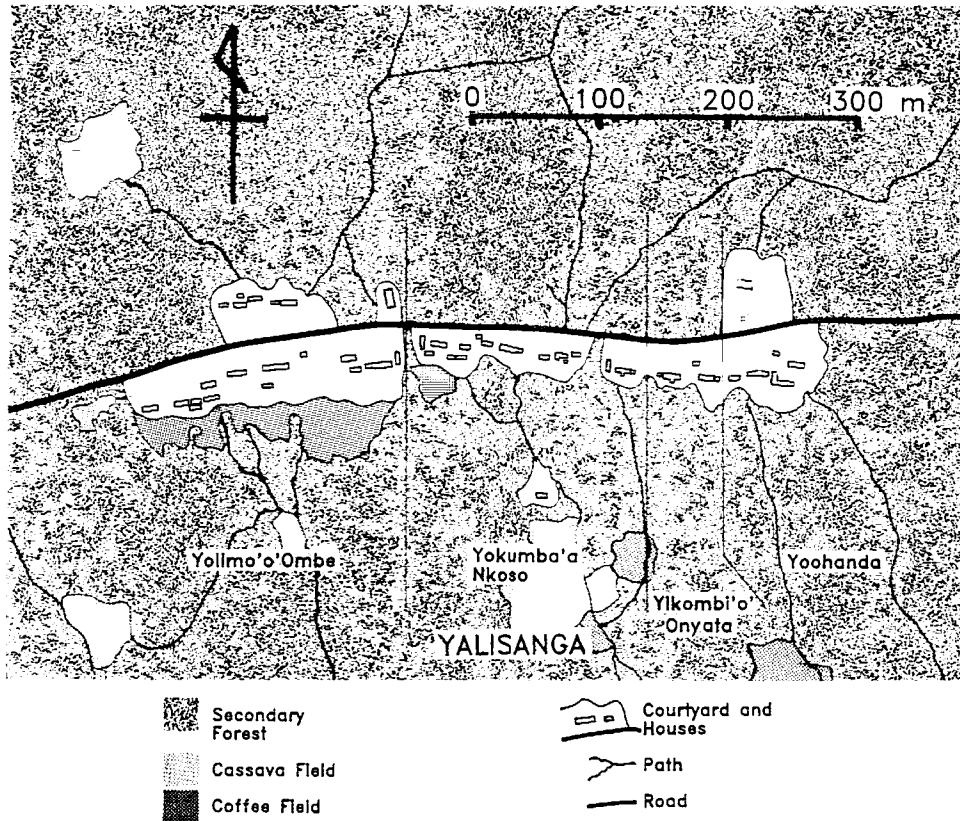 0 100 200 300 m
Yolimo'o'Ombe
Yokumba'a
Nkoso
Yoohanda
Yikombi'o'
Onyata
YALISANGA
Secondary
Forest
Cassava Field
Coffee Field
Courtyard and
Houses
Path
Road